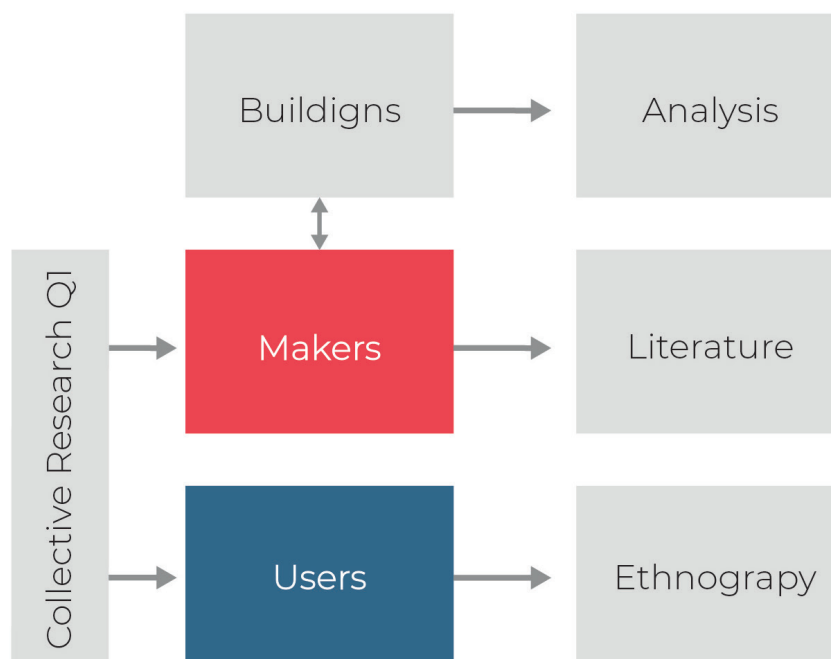 Buildigns
Analysis
Collective Research Q1
Makers
Literature
Users
Ethnograpy